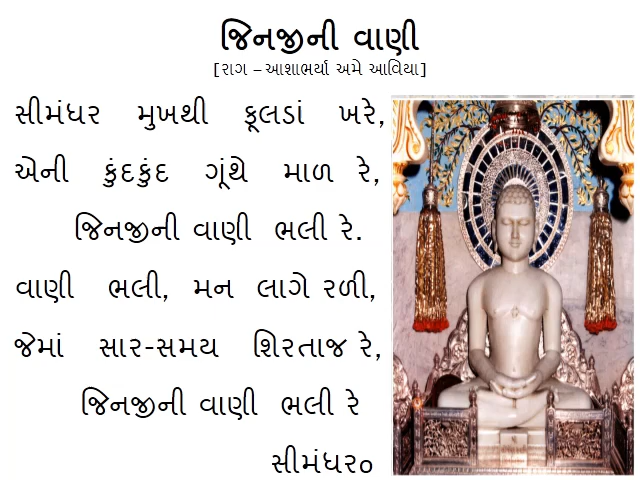 જિનજીની વાણી
[રાગ – આશાભર્યા અમે આવિયા]
સીમંધર મુખથી ફૂલડાં ખરે,
એની કુંદકુંદ ગૂંથે માળ રે,
જિનજીની વાણી ભલી રે.
વાણી ભલી, મન લાગે રળી,
જેમાં સાર-સમય શિરતાજ રે,
જિનજીની વાણી ભલી રે
સીમંધર૦